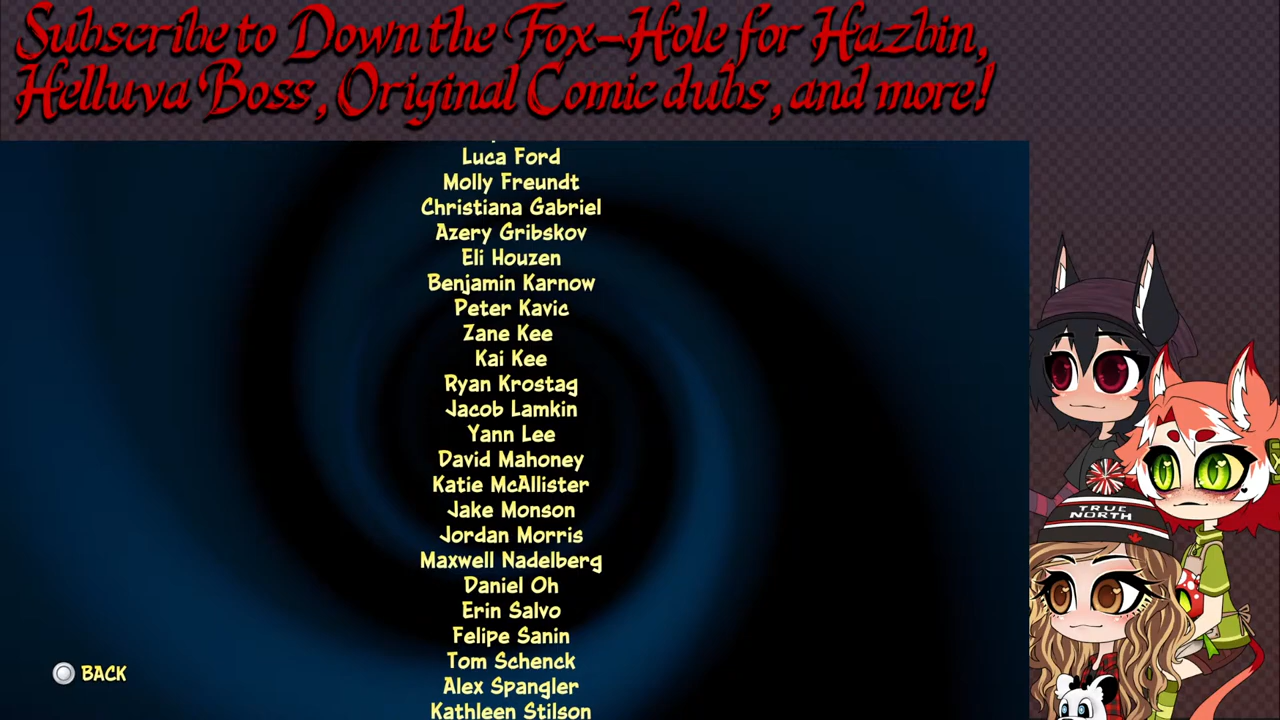 Subscribe to Down the Fox-Hole for Hazbin,
Helluva Boss, Original Comic dubs, and more!
Luca Ford
Molly Freundt
Christiana Gabriel
Azery Gribskov
Eli Houzen
Benjamin Karnow
Peter Kavic
Zane Kee
Kai Kee
Ryan Krostag
Jacob Lamkin
Yann Lee
David Mahoney
Katie McAllister
Jake Monson
Jordan Morris
Maxwell Nadelberg
Daniel Oh
Erin Salvo
Felipe Sanin
Tom Schenck
Alex Spangler
Kathleen Stilson
BACK
TRUE
NORTH